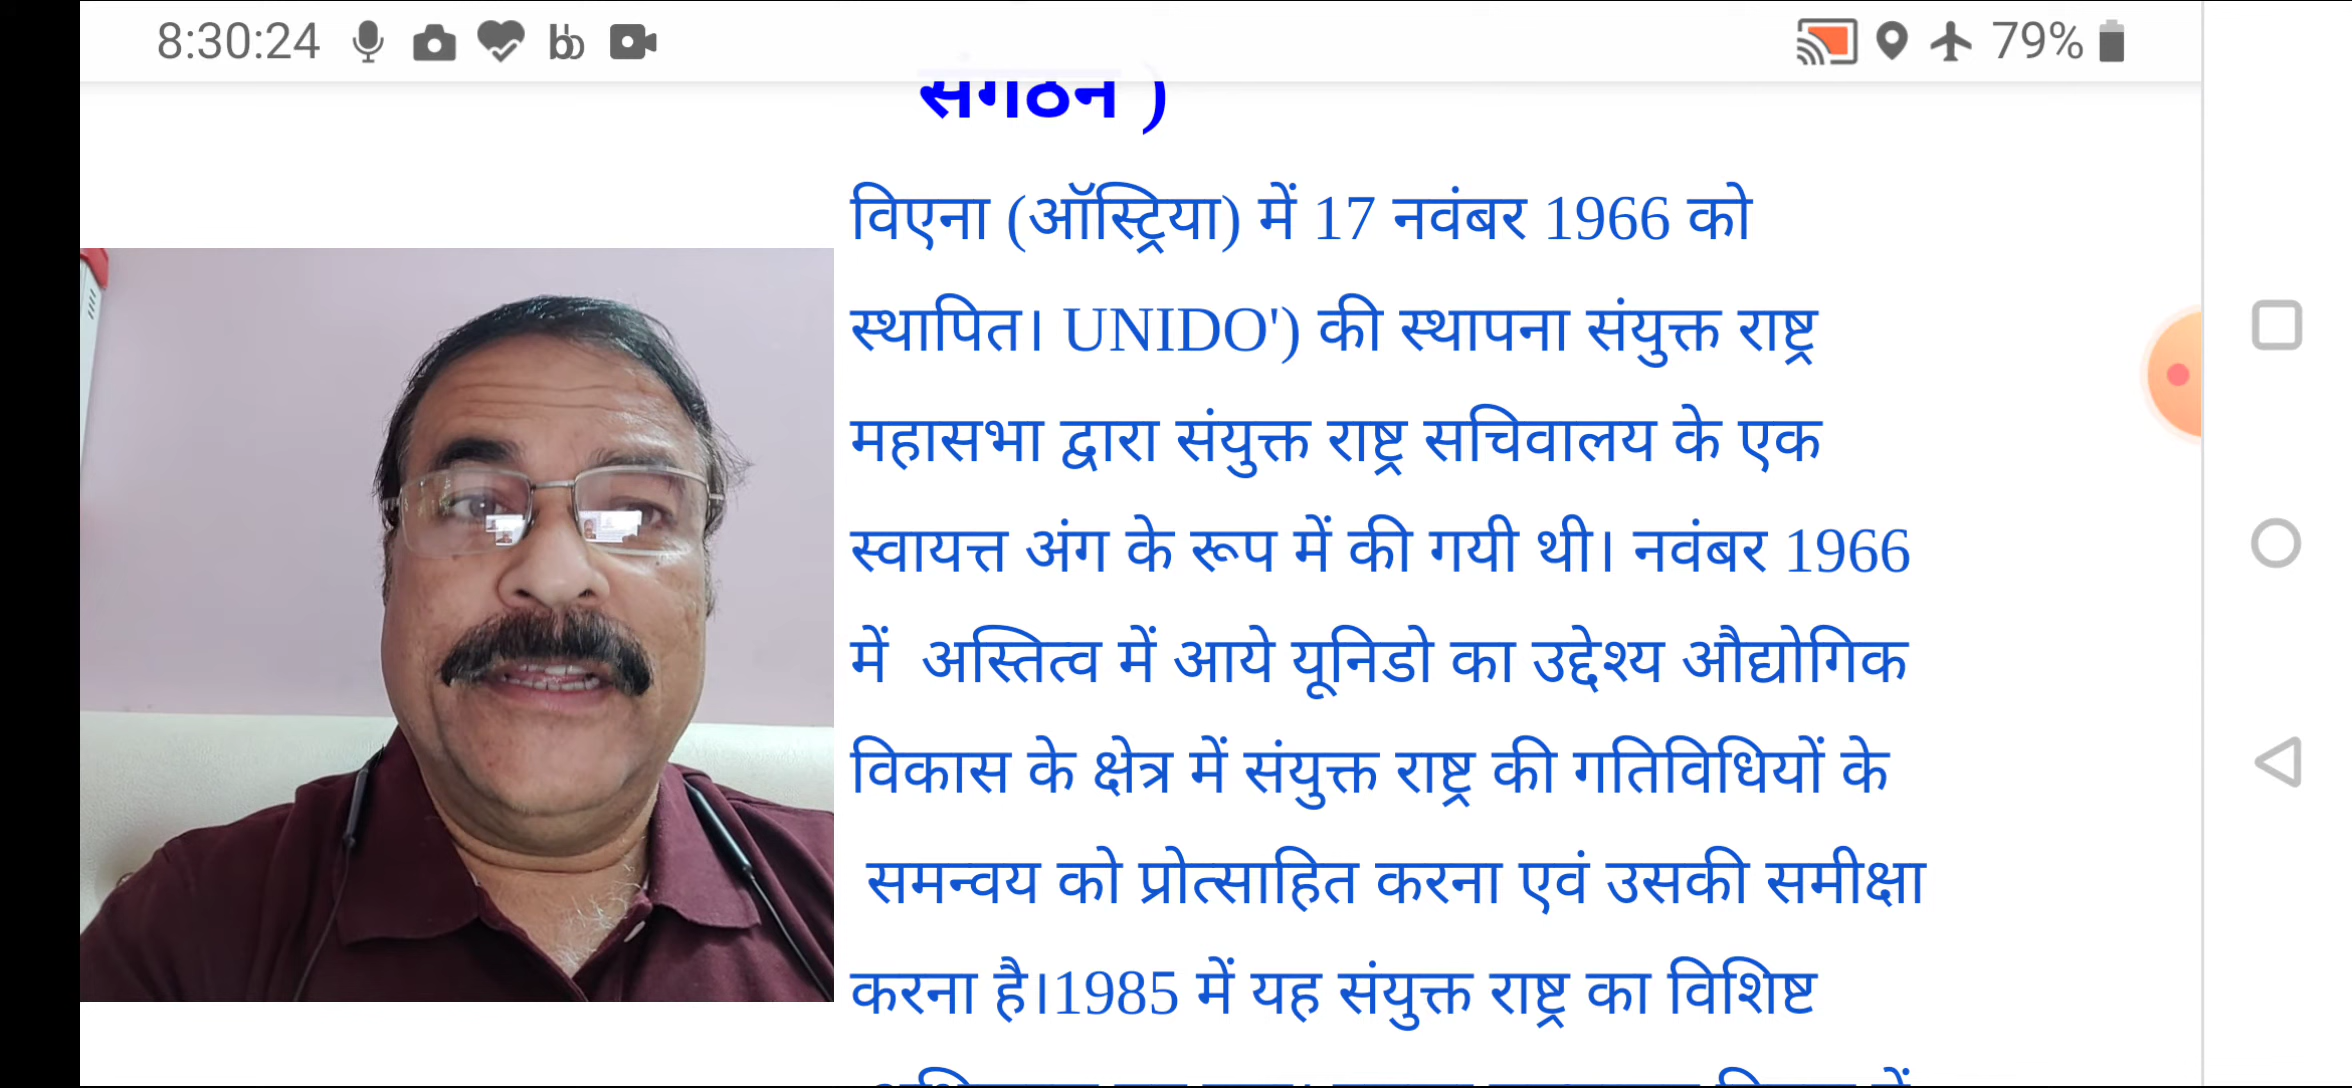 8:30:24 79%
संगठन )
विएना (ऑस्ट्रिया) में 17 नवंबर 1966 को
स्थापित। UNIDO') की स्थापना संयुक्त राष्ट्र
महासभा द्वारा संयुक्त राष्ट्र सचिवालय के एक
स्वायत्त अंग के रूप में की गयी थी। नवंबर 1966
में अस्तित्व में आये यूनिडो का उद्देश्य औद्योगिक
विकास के क्षेत्र में संयुक्त राष्ट्र की गतिविधियों के
समन्वय को प्रोत्साहित करना एवं उसकी समीक्षा
करना है।1985 में यह संयुक्त राष्ट्र का विशिष्ट